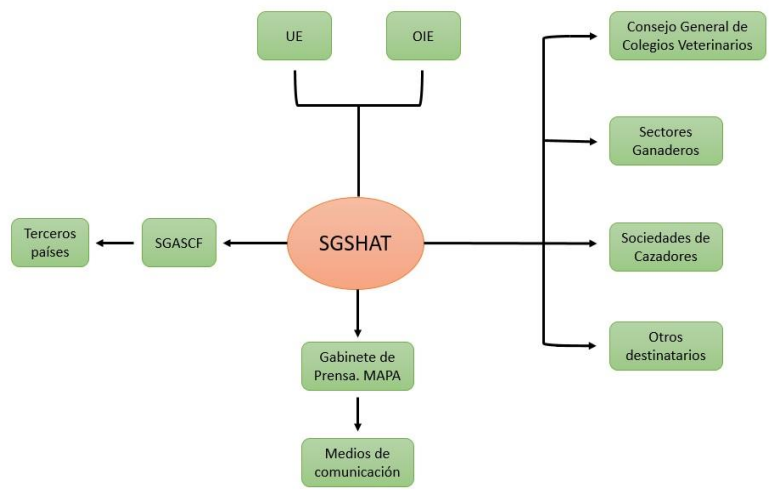 UE
OIE
Consejo General de
Colegios Veterinarios
Sectores
Ganaderos
Terceros
países
SGASCF
SGSHAT
Sociedades de
Cazadores
Gabinete de
Prensa. MAPA
Otros
destinatarios
Medios de
comunicación